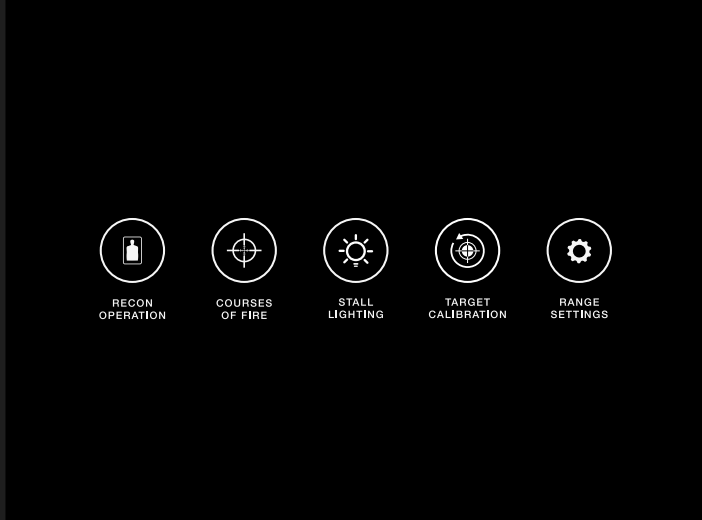 RECON
OPERATION
COURSES
OF FIRE
STALL
LIGHTING
TARGET
CALIBRATION
RANGE
SETTINGS